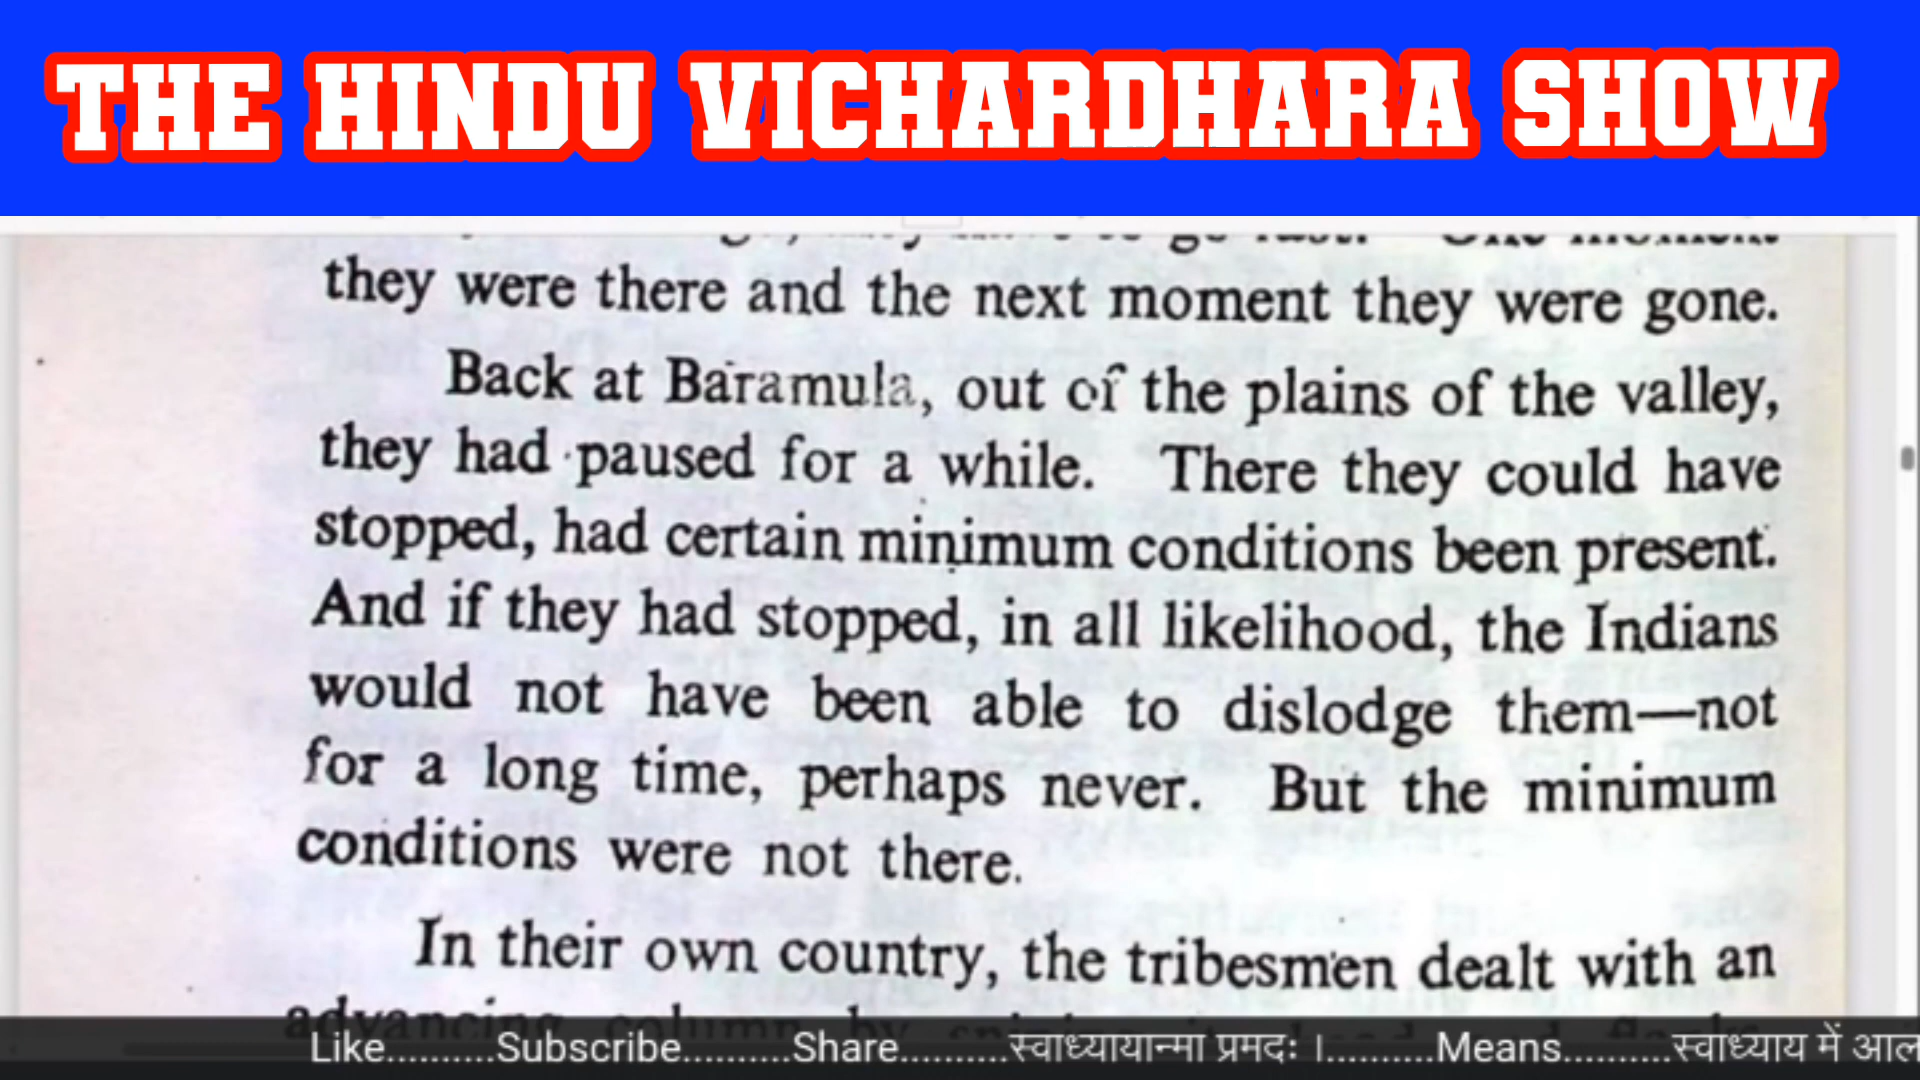 THE HINDU VICHARDHARA SHOW
they were there and the next moment they were gone.
Back at Baramula, out of the plains of the valley,
they had paused for a while. There they could have
stopped, had certain minimum conditions been present.
And if they had stopped, in all likelihood, the Indians
would not have been able to dislodge them—not
for a long time, perhaps never. But the minimum
conditions were not there.
In their own country, the tribesmen dealt with an
advancing column by
Like..........Subscribe..........Share..........स्वाध्यायान्मा प्रमदः ।..........Means..........स्वाध्याय में आल